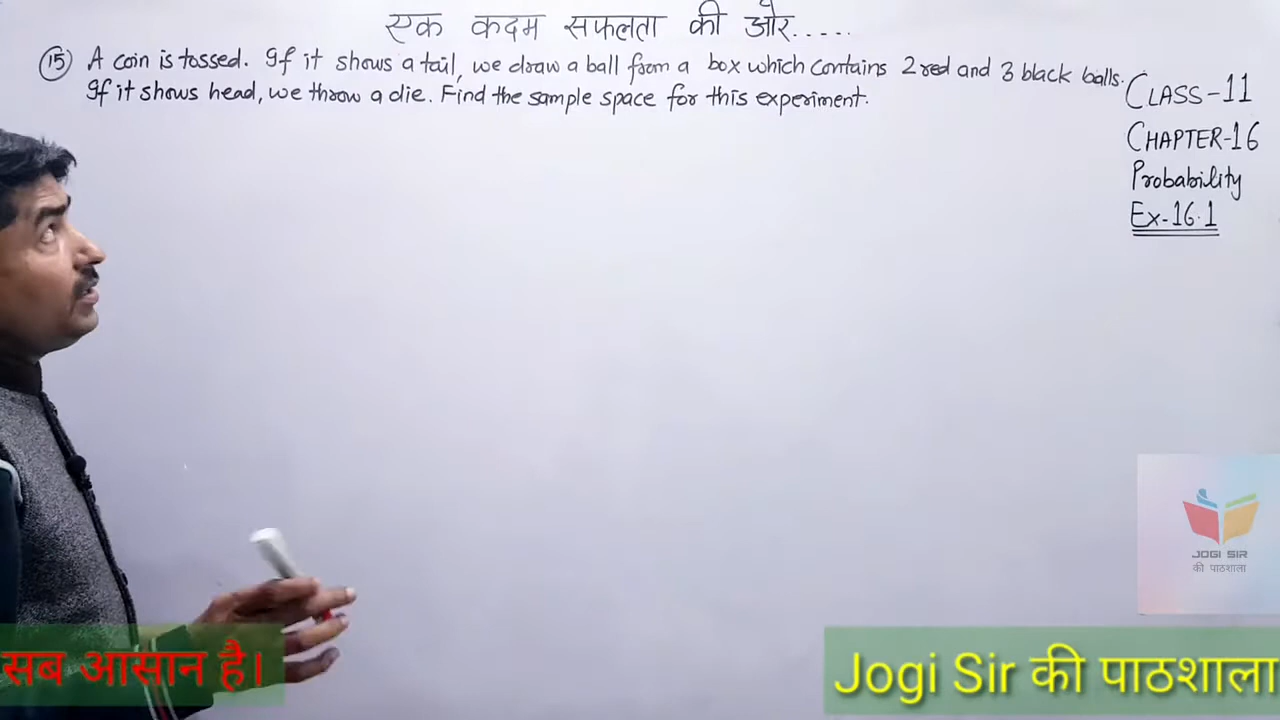 एक कदम सफलता की ओर.....
(15) A coin is tossed. If it shows a tail, we draw a ball from a box which contains 2 red and 3 black balls.
If it shows head, we throw a die. Find the sample space for this experiment.
CLASS-11
CHAPTER-16
Probability
Ex-16.1
JOGI SIR
की पाठशाला
सब आसान है।
Jogi Sir की पाठशाला